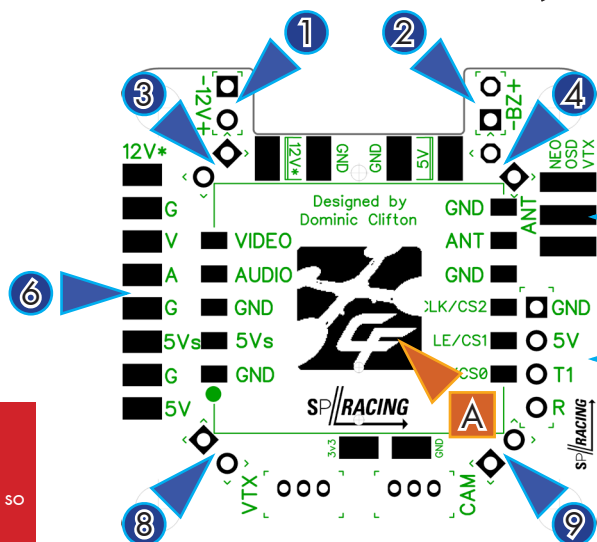 1
2
3
4
-12V+
-BZ+
12V*
12V*
GND
GND
5V
NEO
OSD
VTX
ANT
Designed by
Dominic Clifton
G
V
A
G
5Vs
G
5V
VIDEO
AUDIO
GND
5Vs
GND
GND
ANT
GND
CLK/CS2
LE/CS1
/CS0
GND
5V
T1
R
6
A
CF
SP//RACING
SP//RACING
3v3
GND
VTX
CAM
8
9
SO